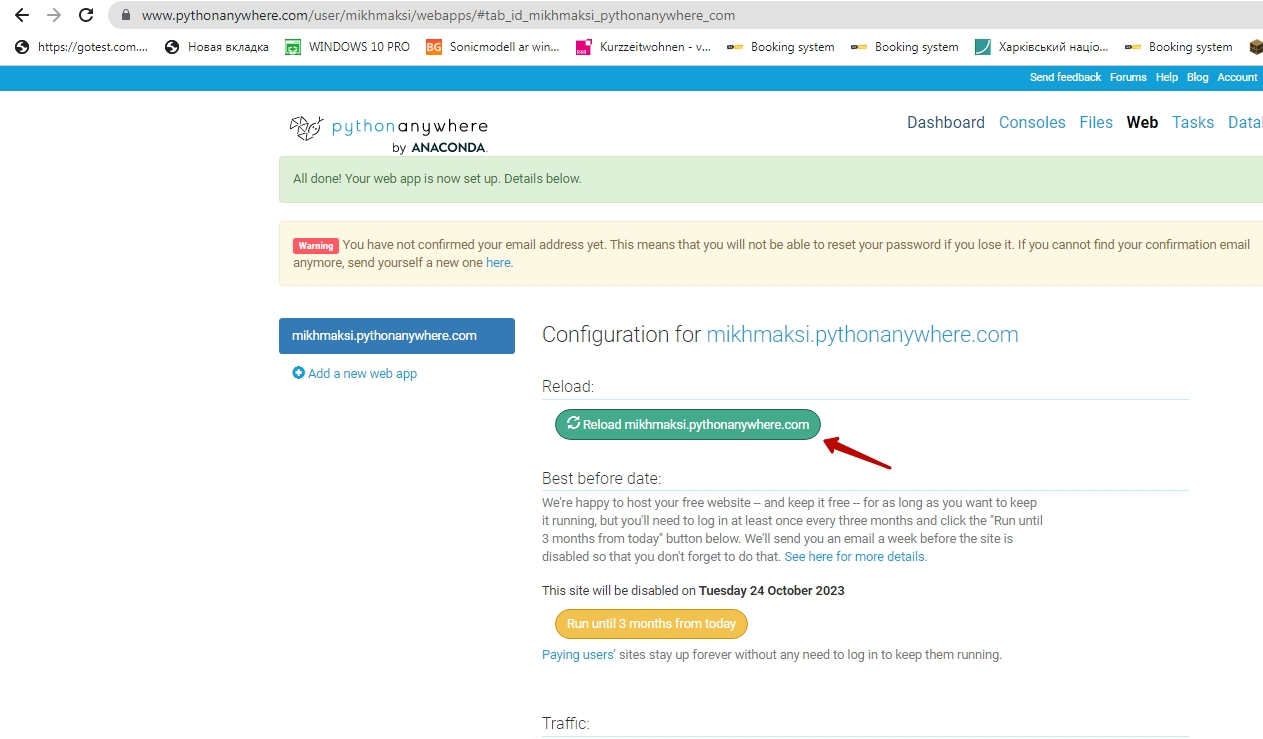 www.pythonanywhere.com/user/mikhmaksi/webapps/#tab_id_mikhmaksi_pythonanywhere_com
https://gotest.com.... Новая вкладка WINDOWS 10 PRO BG Sonicmodell ar win... Kurzzeitwohnen - v... Booking system Booking system Харківський націо... Booking system
Send feedback Forums Help Blog Account
pythonanywhere
by ANACONDA.
Dashboard Consoles Files Web Tasks Data
All done! Your web app is now set up. Details below.
Warning You have not confirmed your email address yet. This means that you will not be able to reset your password if you lose it. If you cannot find your confirmation email
anymore, send yourself a new one here.
mikhmaksi.pythonanywhere.com
Add a new web app
Configuration for mikhmaksi.pythonanywhere.com
Reload:
Reload mikhmaksi.pythonanywhere.com
Best before date:
We're happy to host your free website -- and keep it free -- for as long as you want to keep
it running, but you'll need to log in at least once every three months and click the "Run until
3 months from today" button below. We'll send you an email a week before the site is
disabled so that you don't forget to do that. See here for more details.
This site will be disabled on Tuesday 24 October 2023
Run until 3 months from today
Paying users' sites stay up forever without any need to log in to keep them running.
Traffic: